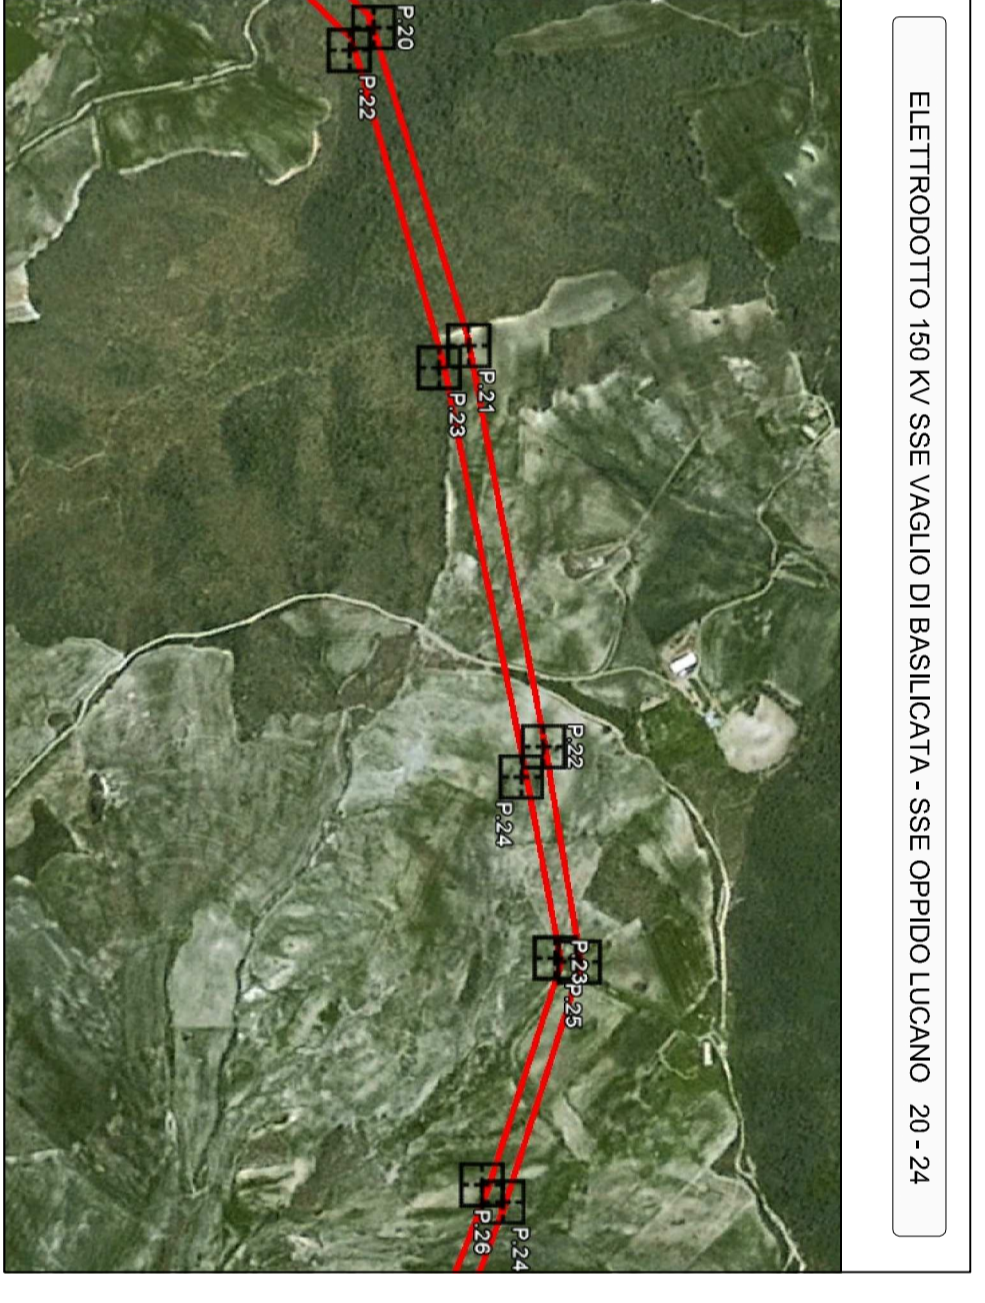 ELETTRODOTTO 150 KV SSE VAGLIO DI BASILICATA - SSE OPPIDO LUCANO 20 - 24
P.20
P.22
P.21
P.23
P.22
P.24
P.23
P.25
P.24
P.26